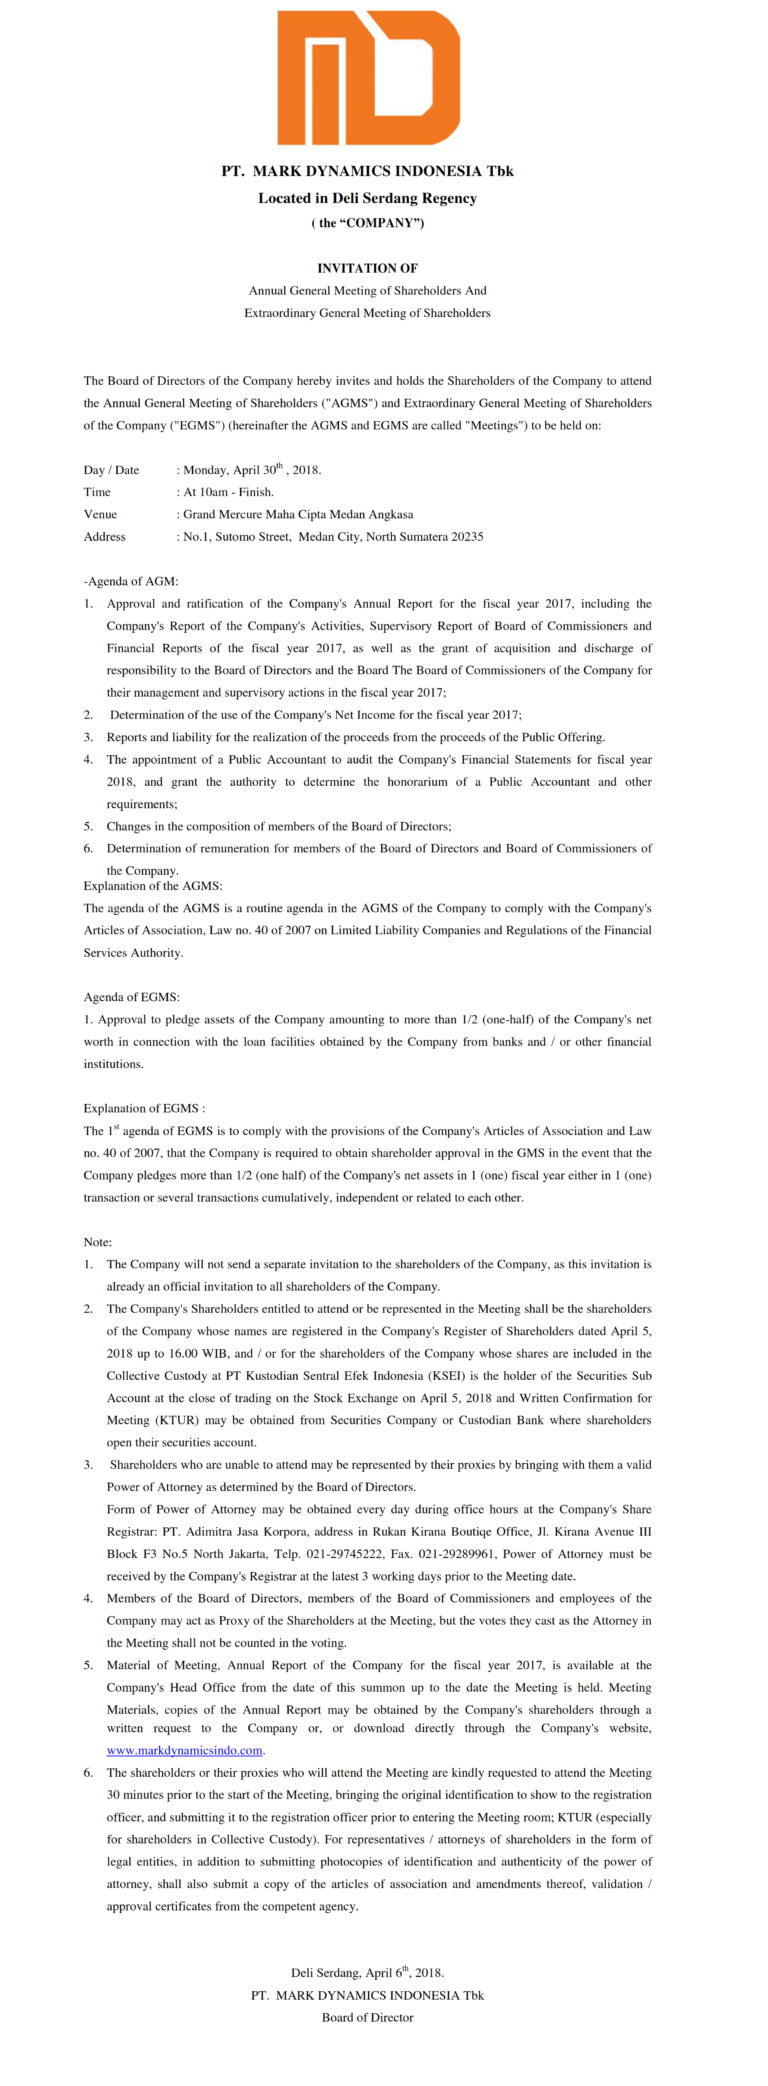 PT. MARK DYNAMICS INDONESIA Tbk
Located in Deli Serdang Regency
( the “COMPANY”)
INVITATION OF
Annual General Meeting of Shareholders And
Extraordinary General Meeting of Shareholders
The Board of Directors of the Company hereby invites and holds the Shareholders of the Company to attend
the Annual General Meeting of Shareholders ("AGMS") and Extraordinary General Meeting of Shareholders
of the Company ("EGMS") (hereinafter the AGMS and EGMS are called "Meetings") to be held on:
Day / Date : Monday, April 30th , 2018.
Time : At 10am - Finish.
Venue : Grand Mercure Maha Cipta Medan Angkasa
Address : No.1, Sutomo Street, Medan City, North Sumatera 20235
-Agenda of AGM:
1. Approval and ratification of the Company's Annual Report for the fiscal year 2017, including the
Company's Report of the Company's Activities, Supervisory Report of Board of Commissioners and
Financial Reports of the fiscal year 2017, as well as the grant of acquisition and discharge of
responsibility to the Board of Directors and the Board The Board of Commissioners of the Company for
their management and supervisory actions in the fiscal year 2017;
2. Determination of the use of the Company's Net Income for the fiscal year 2017;
3. Reports and liability for the realization of the proceeds from the proceeds of the Public Offering.
4. The appointment of a Public Accountant to audit the Company's Financial Statements for fiscal year
2018, and grant the authority to determine the honorarium of a Public Accountant and other
requirements;
5. Changes in the composition of members of the Board of Directors;
6. Determination of remuneration for members of the Board of Directors and Board of Commissioners of
the Company.
Explanation of the AGMS:
The agenda of the AGMS is a routine agenda in the AGMS of the Company to comply with the Company's
Articles of Association, Law no. 40 of 2007 on Limited Liability Companies and Regulations of the Financial
Services Authority.
Agenda of EGMS:
1. Approval to pledge assets of the Company amounting to more than 1/2 (one-half) of the Company's net
worth in connection with the loan facilities obtained by the Company from banks and / or other financial
institutions.
Explanation of EGMS :
The 1st agenda of EGMS is to comply with the provisions of the Company's Articles of Association and Law
no. 40 of 2007, that the Company is required to obtain shareholder approval in the GMS in the event that the
Company pledges more than 1/2 (one half) of the Company's net assets in 1 (one) fiscal year either in 1 (one)
transaction or several transactions cumulatively, independent or related to each other.
Note:
1. The Company will not send a separate invitation to the shareholders of the Company, as this invitation is
already an official invitation to all shareholders of the Company.
2. The Company's Shareholders entitled to attend or be represented in the Meeting shall be the shareholders
of the Company whose names are registered in the Company's Register of Shareholders dated April 5,
2018 up to 16.00 WIB, and / or for the shareholders of the Company whose shares are included in the
Collective Custody at PT Kustodian Sentral Efek Indonesia (KSEI) is the holder of the Securities Sub
Account at the close of trading on the Stock Exchange on April 5, 2018 and Written Confirmation for
Meeting (KTUR) may be obtained from Securities Company or Custodian Bank where shareholders
open their securities account.
3. Shareholders who are unable to attend may be represented by their proxies by bringing with them a valid
Power of Attorney as determined by the Board of Directors.
Form of Power of Attorney may be obtained every day during office hours at the Company's Share
Registrar: PT. Adimitra Jasa Korpora, address in Rukan Kirana Boutiqe Office, Jl. Kirana Avenue III
Block F3 No.5 North Jakarta, Telp. 021-29745222, Fax. 021-29289961, Power of Attorney must be
received by the Company's Registrar at the latest 3 working days prior to the Meeting date.
4. Members of the Board of Directors, members of the Board of Commissioners and employees of the
Company may act as Proxy of the Shareholders at the Meeting, but the votes they cast as the Attorney in
the Meeting shall not be counted in the voting.
5. Material of Meeting, Annual Report of the Company for the fiscal year 2017, is available at the
Company's Head Office from the date of this summon up to the date the Meeting is held. Meeting
Materials, copies of the Annual Report may be obtained by the Company's shareholders through a
written request to the Company or, or download directly through the Company's website,
www.markdynamicsindo.com.
6. The shareholders or their proxies who will attend the Meeting are kindly requested to attend the Meeting
30 minutes prior to the start of the Meeting, bringing the original identification to show to the registration
officer, and submitting it to the registration officer prior to entering the Meeting room; KTUR (especially
for shareholders in Collective Custody). For representatives / attorneys of shareholders in the form of
legal entities, in addition to submitting photocopies of identification and authenticity of the power of
attorney, shall also submit a copy of the articles of association and amendments thereof, validation /
approval certificates from the competent agency.
Deli Serdang, April 6th, 2018.
PT. MARK DYNAMICS INDONESIA Tbk
Board of Director